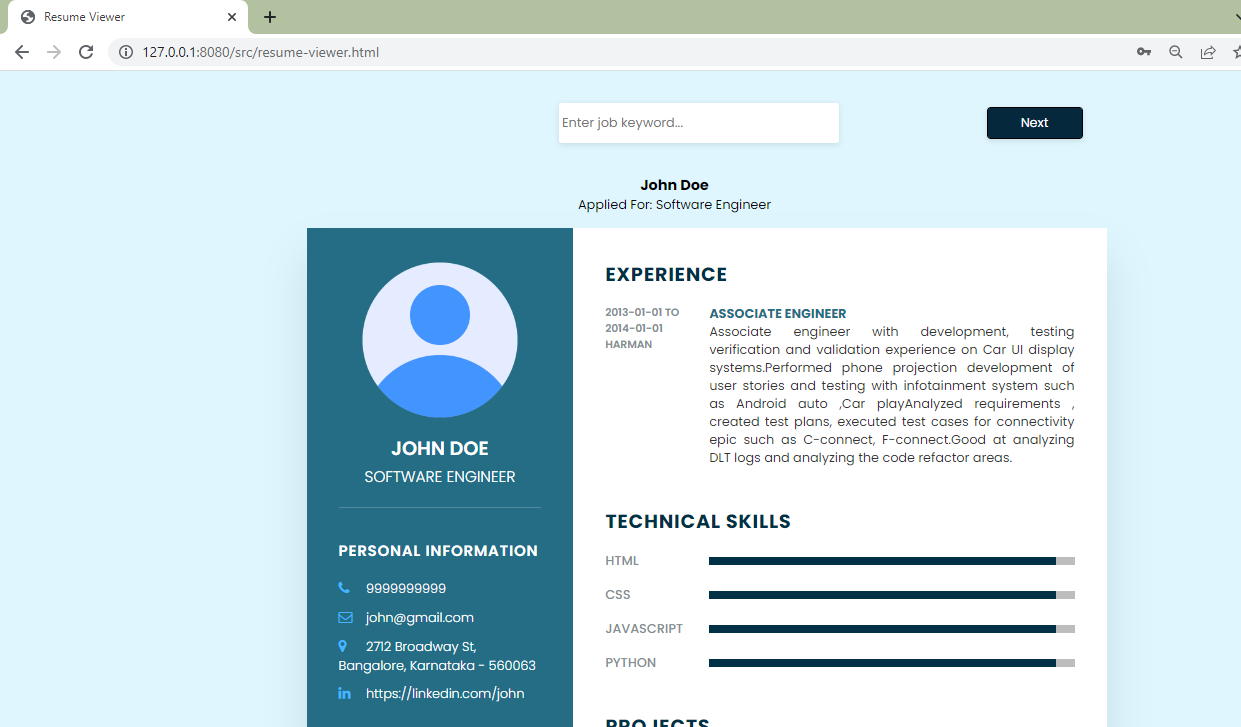 Resume Viewer
127.0.0.1:8080/src/resume-viewer.html
Enter job keyword...
Next
John Doe
Applied For: Software Engineer
JOHN DOE
SOFTWARE ENGINEER
PERSONAL INFORMATION
9999999999
john@gmail.com
2712 Broadway St,
Bangalore, Karnataka - 560063
https://linkedin.com/john
EXPERIENCE
2013-01-01 TO
2014-01-01
HARMAN
ASSOCIATE ENGINEER
Associate engineer with development, testing
verification and validation experience on Car UI display
systems.Performed phone projection development of
user stories and testing with infotainment system such
as Android auto ,Car playAnalyzed requirements ,
created test plans, executed test cases for connectivity
epic such as C-connect, F-connect.Good at analyzing
DLT logs and analyzing the code refactor areas.
TECHNICAL SKILLS
HTML
CSS
JAVASCRIPT
PYTHON
PROJECTS